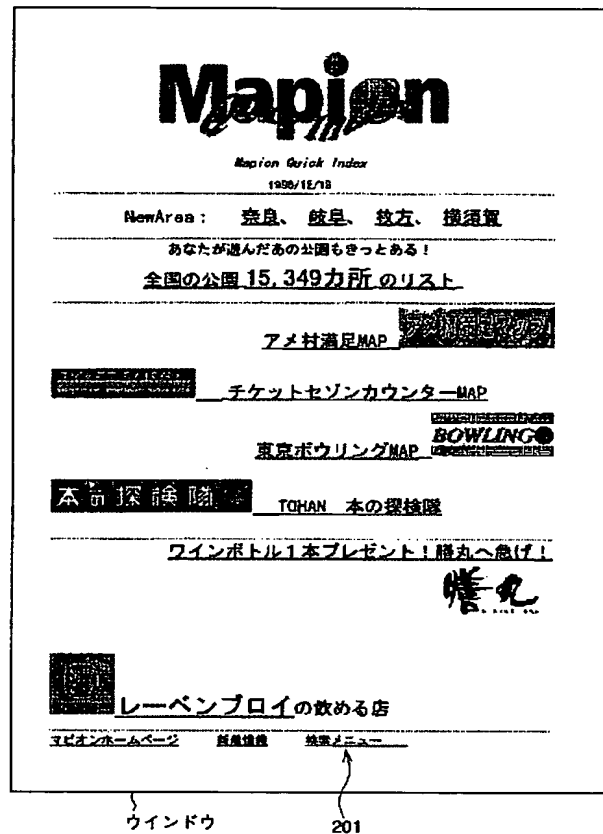 Mapion
Mapion Quick Index
1996/12/18
NewArea： 奈良、 岐阜、 枚方、 横須賀
あなたが遊んだあの公園もきっとある！
全国の公園 15,349カ所 のリスト
アメ村満足MAP
チケットセゾンカウンターMAP
東京ボウリングMAP BOWLING
本の探検隊 TOHAN 本の探検隊
ワインボトル1本プレゼント！膳丸へ急げ！
膳丸
レーベンブロイの飲める店
マピオンホームページ 新着情報 検索メニュー
ウインドウ 201